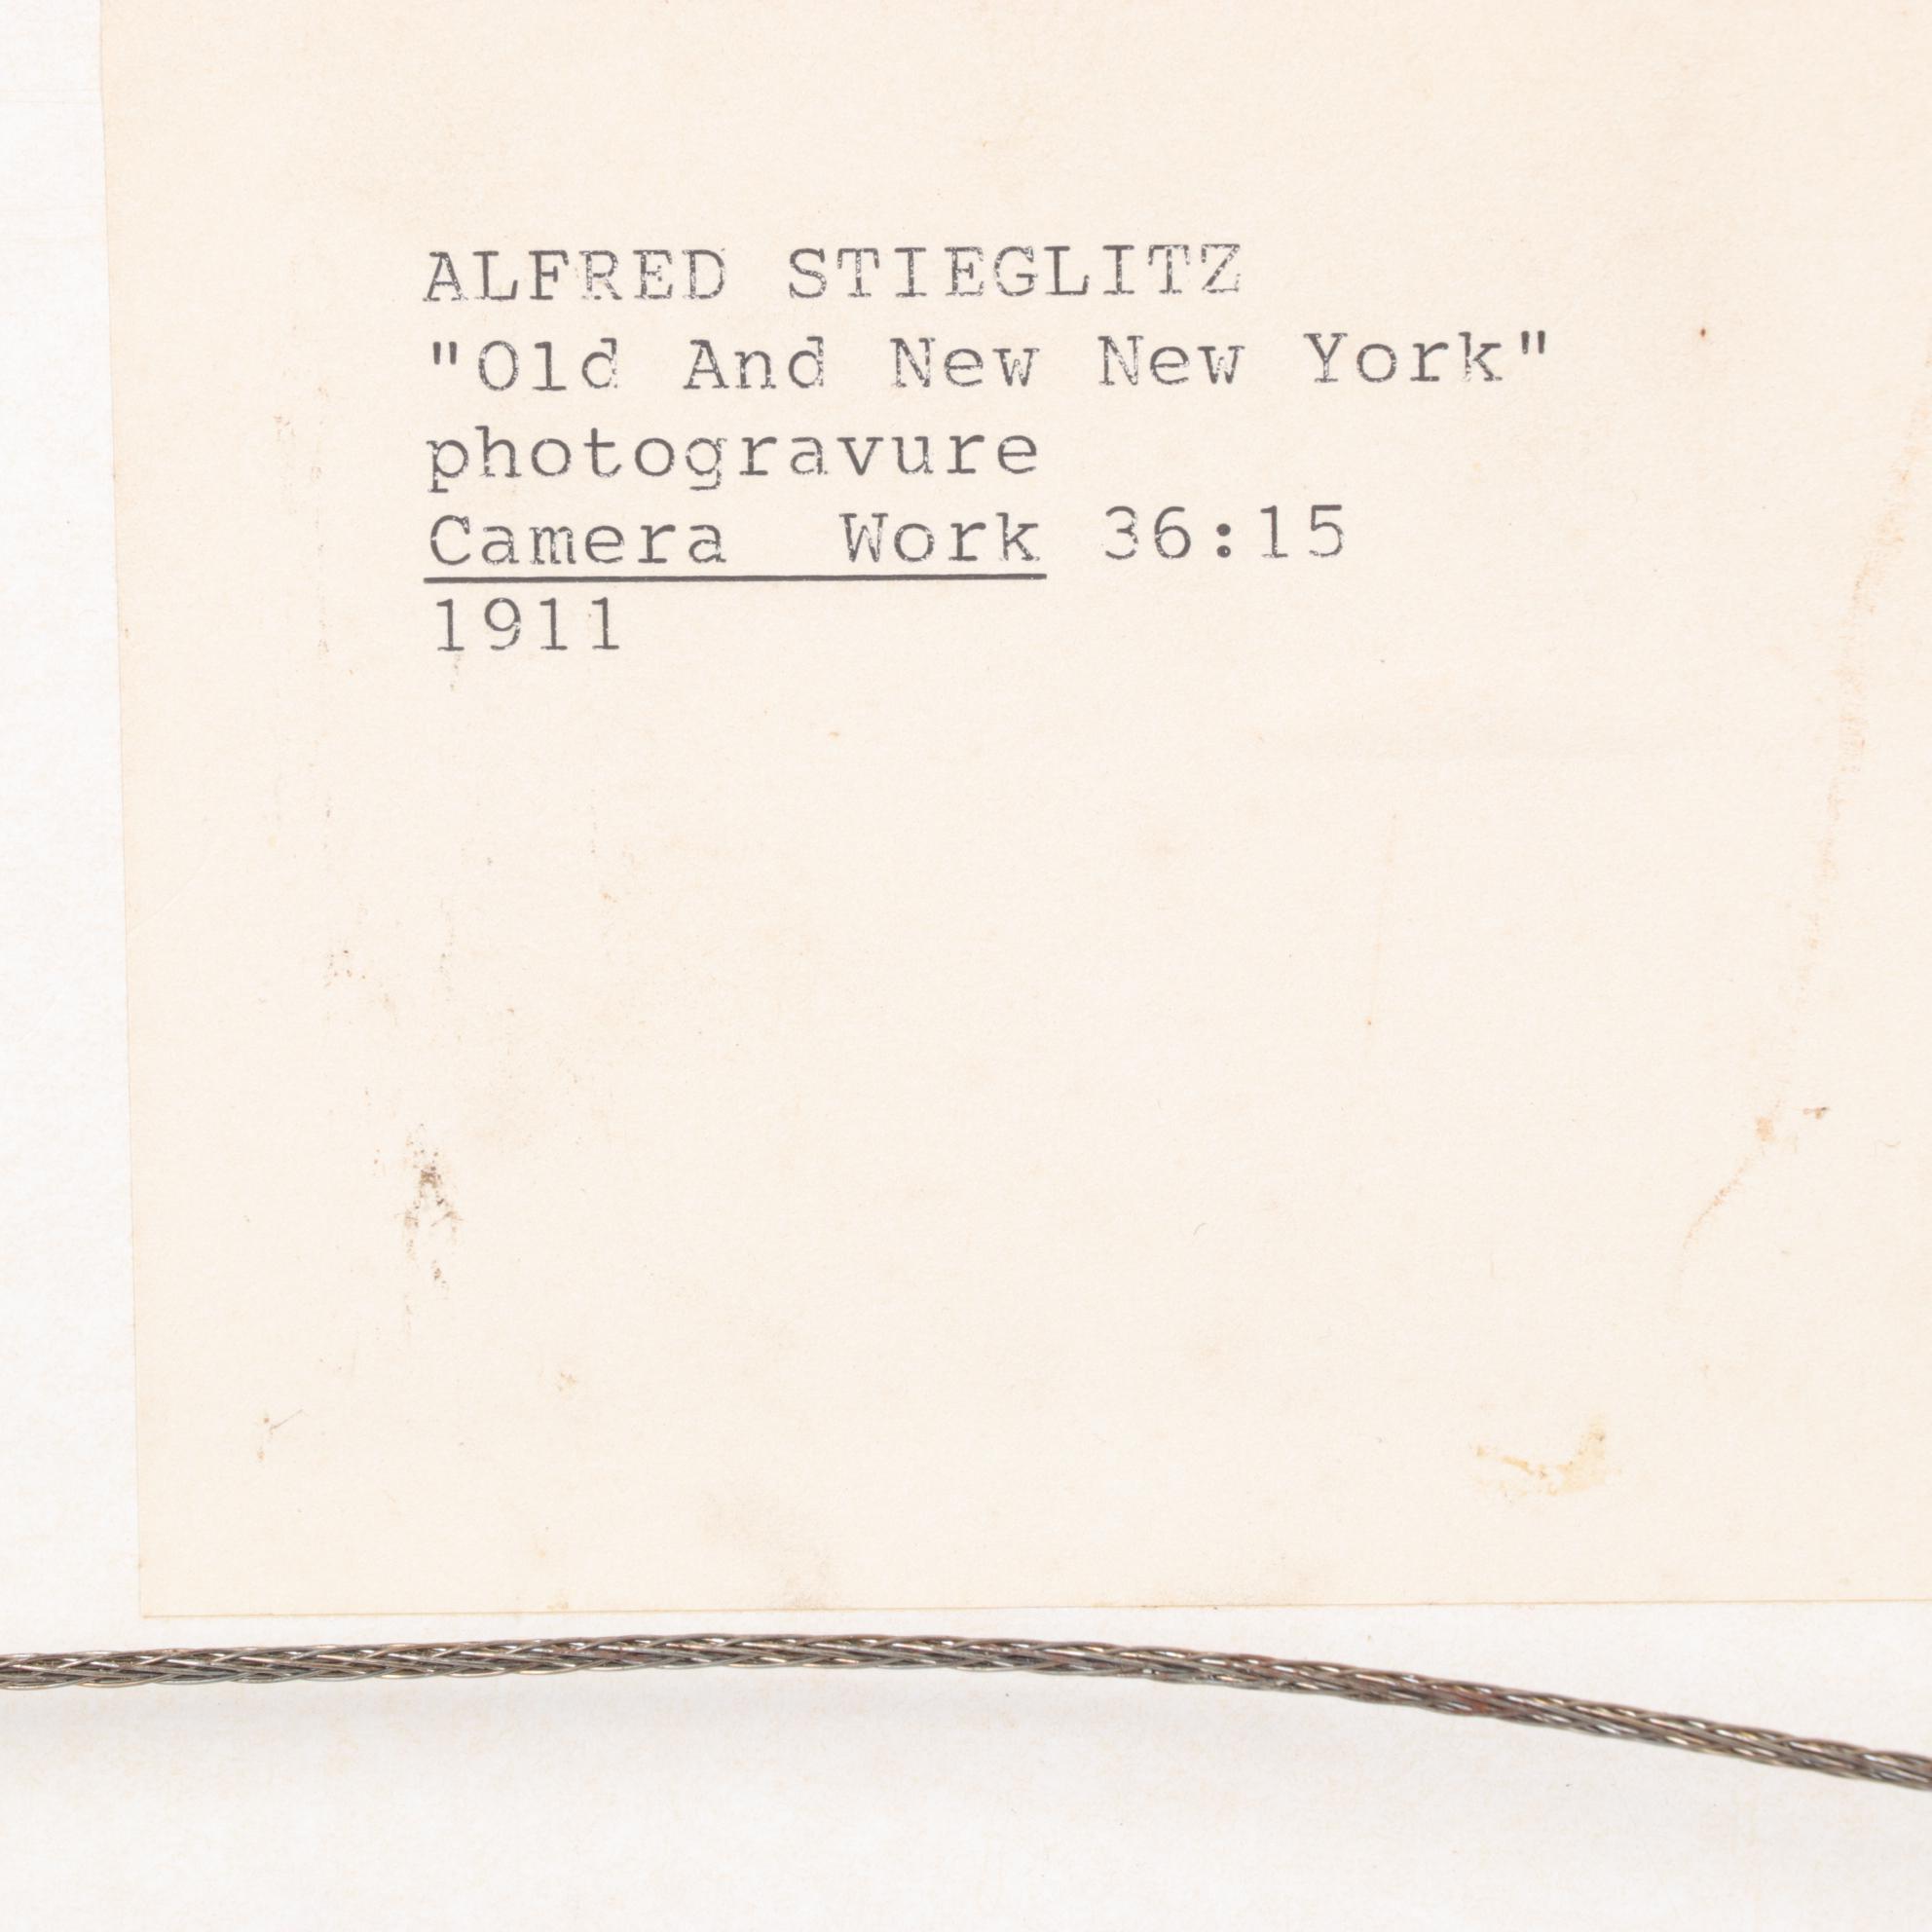 ALFRED STIEGLITZ
"Old And New New York"
photogravure
Camera Work 36:15
1911